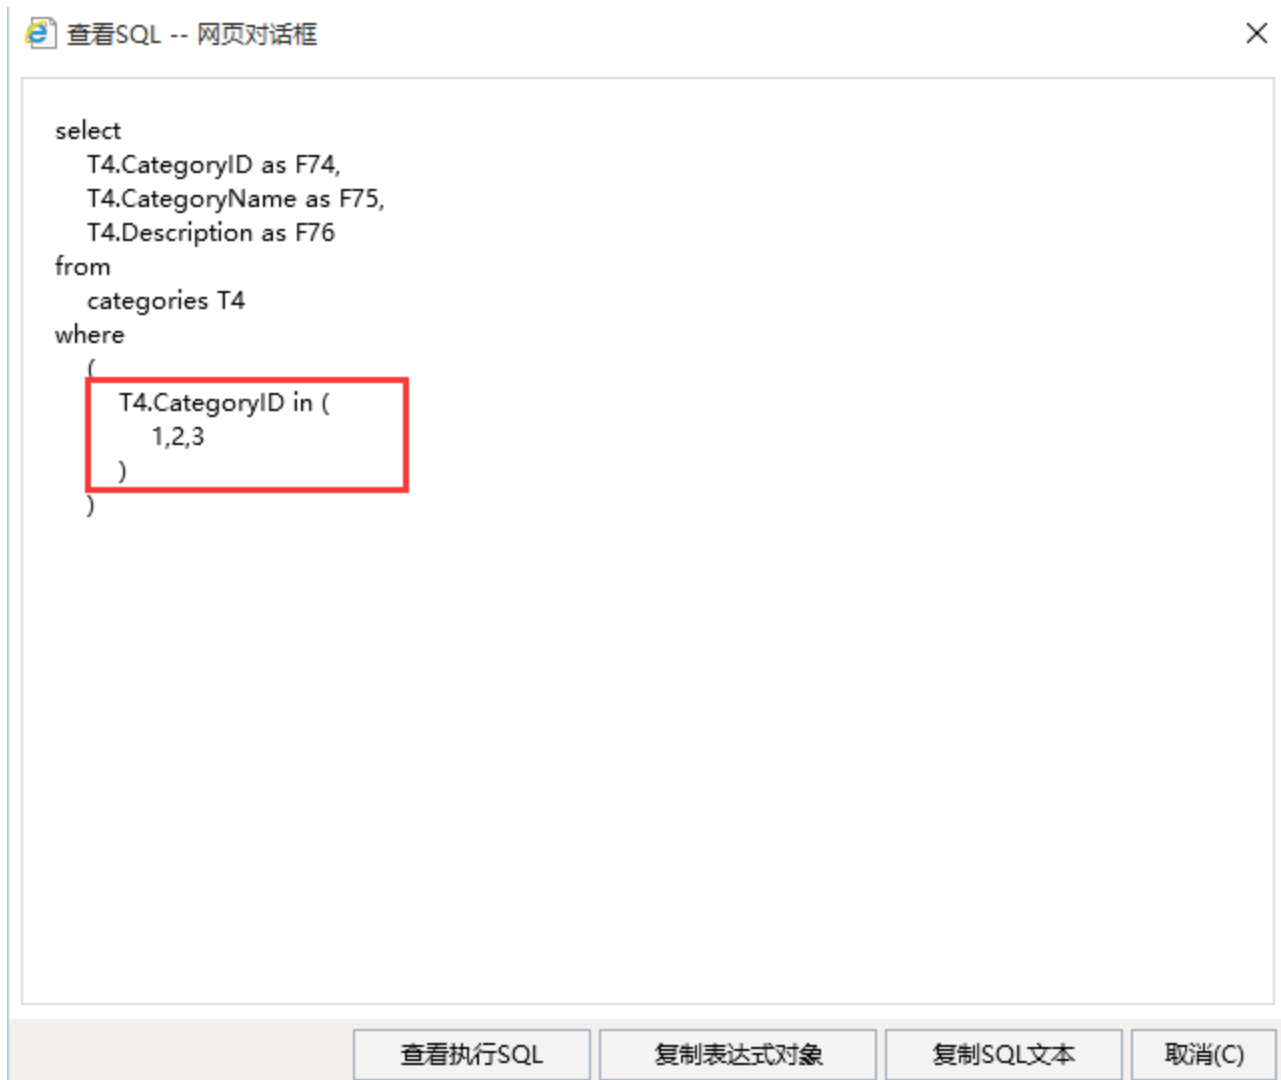 查看SQL -- 网页对话框
select
T4.CategoryID as F74,
T4.CategoryName as F75,
T4.Description as F76
from
categories T4
where
(
T4.CategoryID in (
1,2,3
)
)
查看执行SQL 复制表达式对象 复制SQL文本 取消(C)